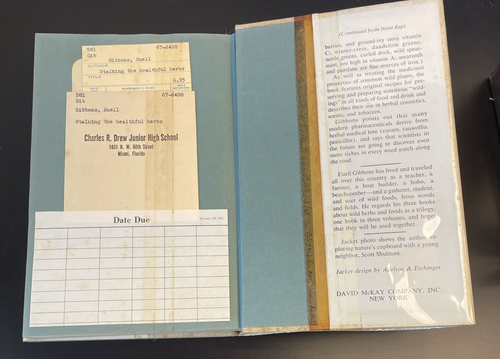 581 67-6408
Gib
Gibbons, Euell
AUTHOR
Stalking the healthful herbs
TITLE
6.95
581 67-6408
Gib
Gibbons, Euell
Stalking the healthful herbs
Charles R. Drew Junior High School
1801 N. W. 60th Street
Miami, Florida
Date Due
(Continued from front flap)
berries, and ground-ivy store vitamin
C; winter-cress, dandelion greens,
nettle greens, curled dock, wild spear-
mint, are high in vitamin A; amaranth
and purslane are fine sources of iron.
As well as treating the medicinal
properties of common wild plants, the
book features original recipes for pre-
serving and preparing nutritious "wild-
ings" in all kinds of food and drink and
describes their use in herbal cosmetics,
scents, and tobaccos.
Gibbons points out that many
modern pharmaceuticals derive from
herbal medical lore (curare, rauwolfia,
penicillin), and says that scientists in
the future are going to discover even
more riches in every weed patch along
the road.
Euell Gibbons has lived and traveled
all over this country as a teacher, a
farmer, a boat builder, a hobo, a
beachcomber—and a gatherer, student,
and user of wild foods, from woods
and fields. He regards his three books
about wild herbs and foods as a trilogy,
one book in three volumes, and hopes
that they will be used together.
Jacket photo shows the author ex-
ploring nature's cupboard with a young
neighbor, Scott Shulman.
Jacket design by Adelson & Eichinger
DAVID McKAY COMPANY, INC.
NEW YORK